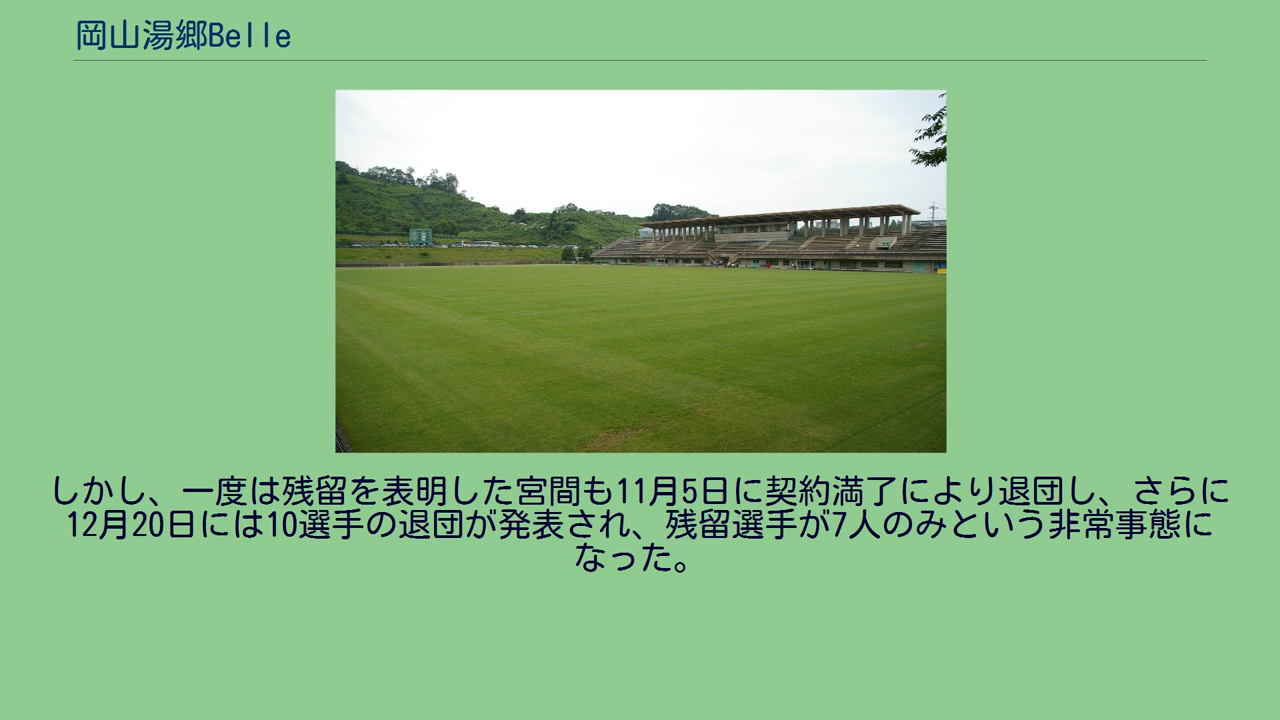 岡山湯郷Belle
しかし、一度は残留を表明した宮間も11月5日に契約満了により退団し、さらに
12月20日には10選手の退団が発表され、残留選手が7人のみという非常事態に
なった。